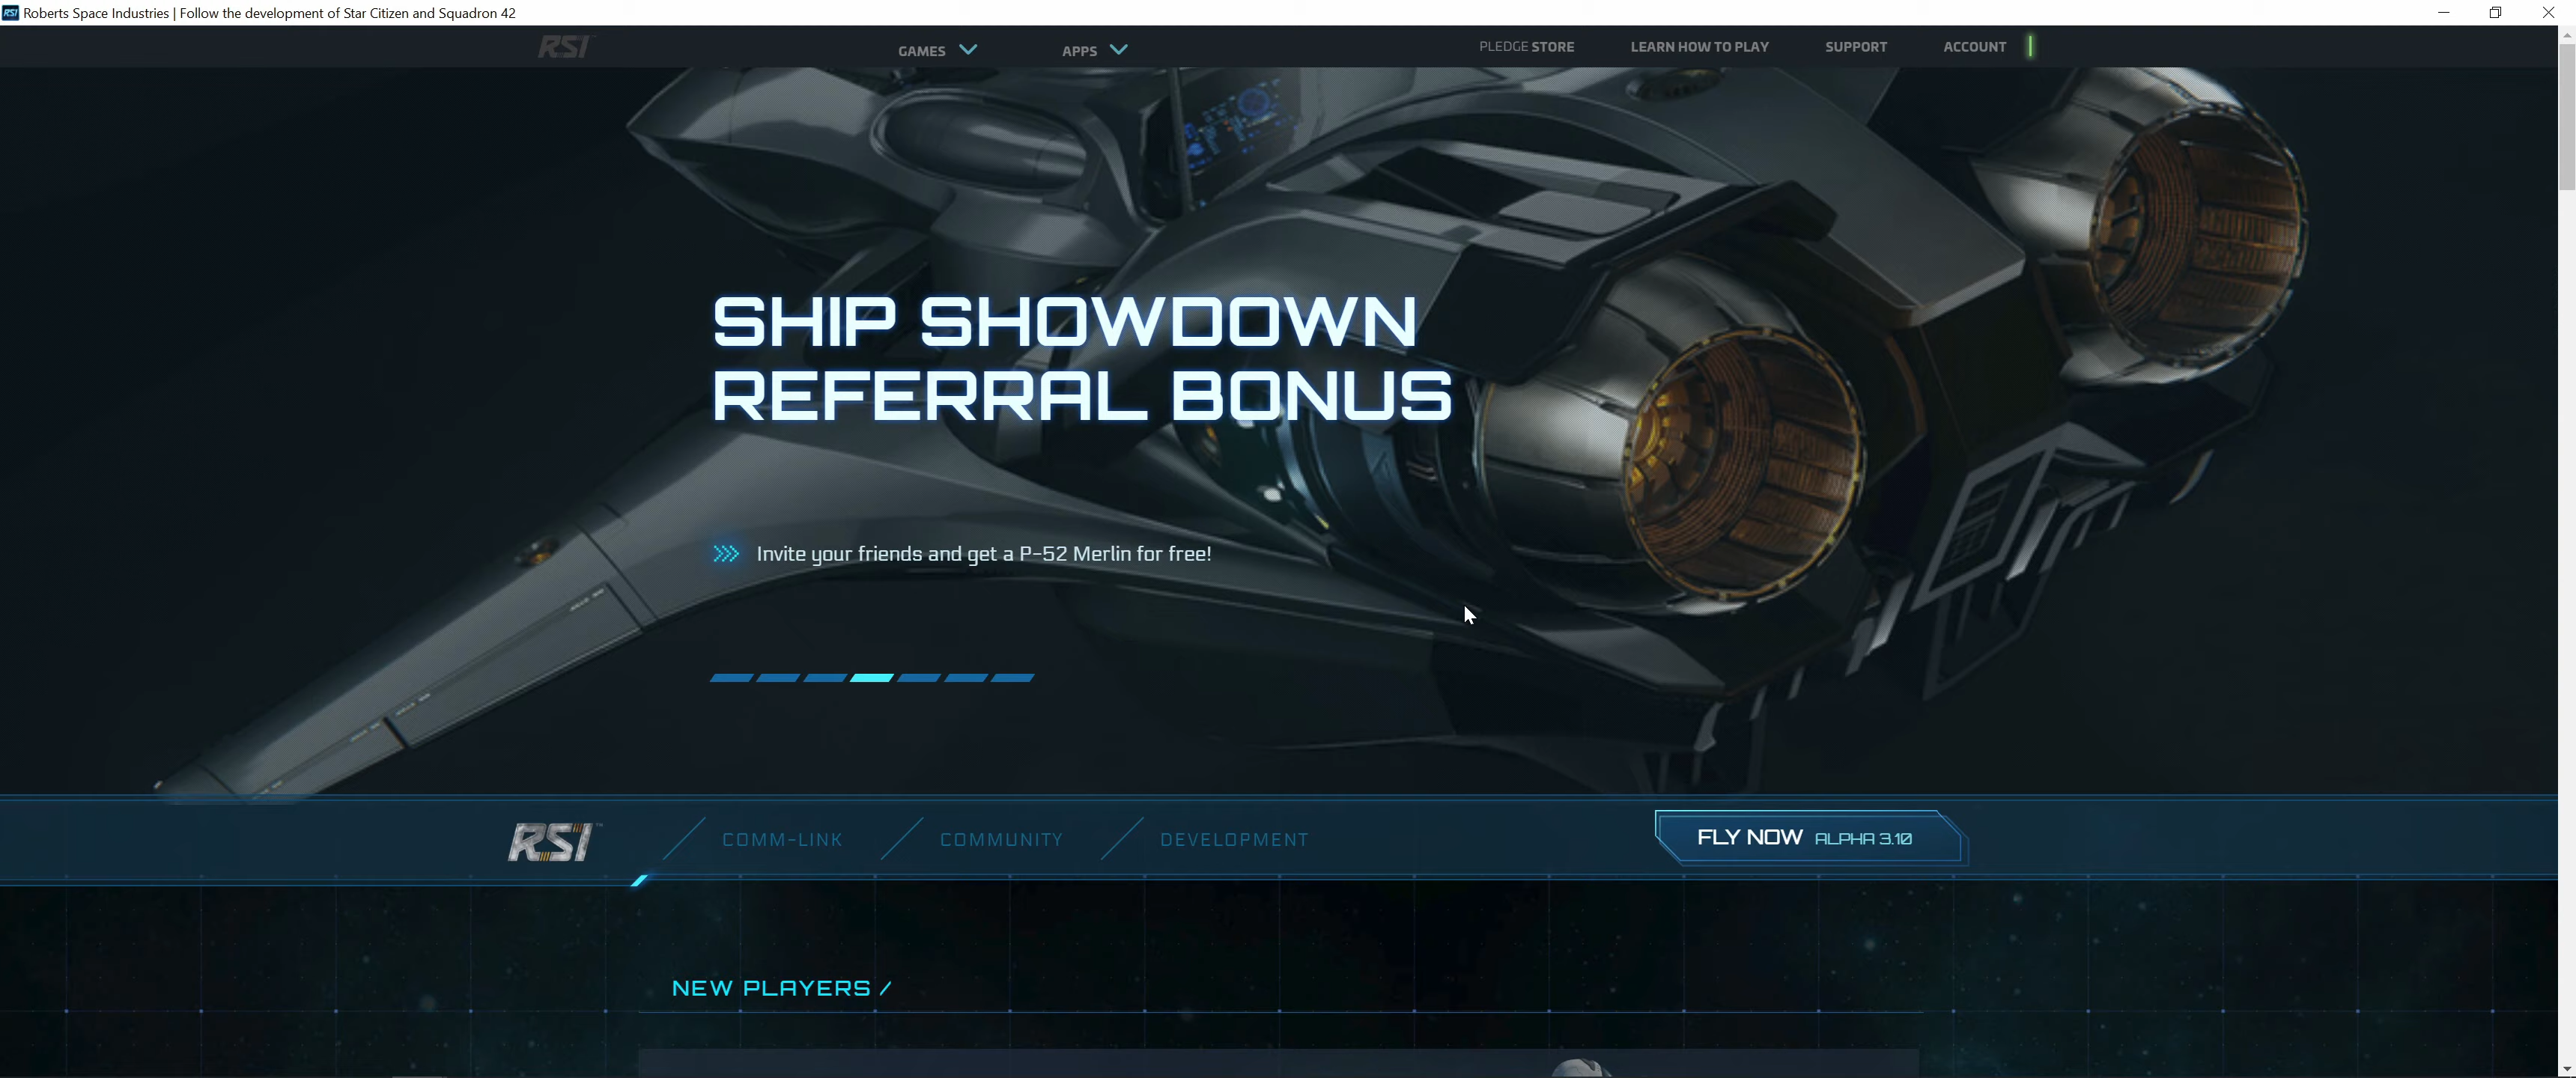 RSI Roberts Space Industries | Follow the development of Star Citizen and Squadron 42
RSI
GAMES
APPS
PLEDGE STORE
LEARN HOW TO PLAY
SUPPORT
ACCOUNT
SHIP SHOWDOWN
REFERRAL BONUS
Invite your friends and get a P-52 Merlin for free!
RSI
COMM-LINK
COMMUNITY
DEVELOPMENT
FLY NOW ALPHA 3.10
NEW PLAYERS /